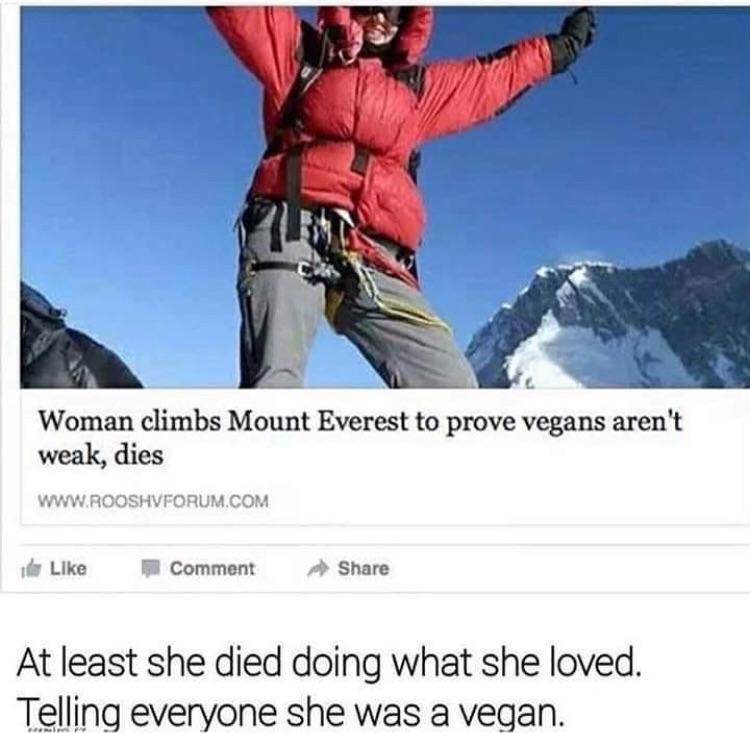 Woman climbs Mount Everest to prove vegans aren't
weak, dies
WWW.ROOSHVFORUM.COM
Like Comment Share
At least she died doing what she loved.
Telling everyone she was a vegan.